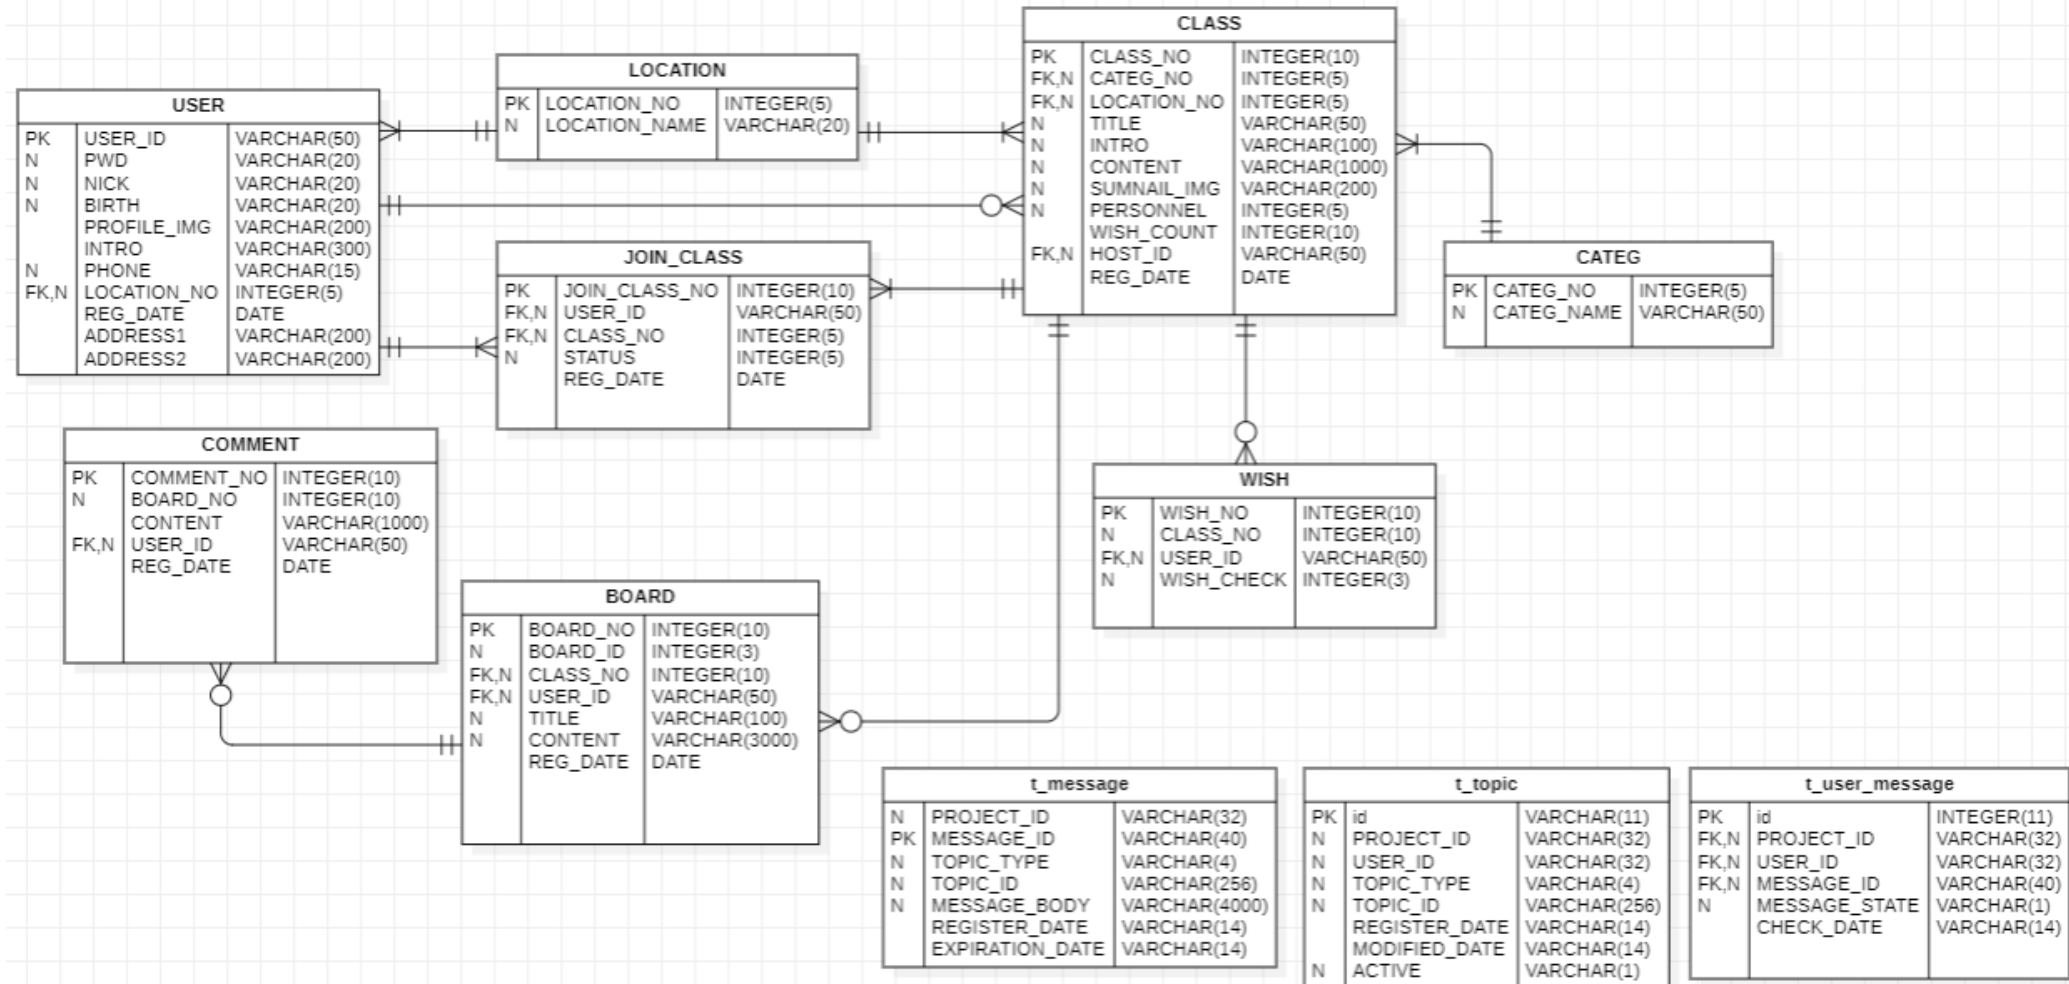 USER
PK USER_ID VARCHAR(50)
N PWD VARCHAR(20)
N NICK VARCHAR(20)
N BIRTH VARCHAR(20)
PROFILE_IMG VARCHAR(200)
INTRO VARCHAR(300)
N PHONE VARCHAR(15)
FK,N LOCATION_NO INTEGER(5)
REG_DATE DATE
ADDRESS1 VARCHAR(200)
ADDRESS2 VARCHAR(200)
LOCATION
PK LOCATION_NO INTEGER(5)
N LOCATION_NAME VARCHAR(20)
CLASS
PK CLASS_NO INTEGER(10)
FK,N CATEG_NO INTEGER(5)
FK,N LOCATION_NO INTEGER(5)
N TITLE VARCHAR(50)
N INTRO VARCHAR(100)
N CONTENT VARCHAR(1000)
N SUMNAIL_IMG VARCHAR(200)
N PERSONNEL INTEGER(5)
WISH_COUNT INTEGER(10)
FK,N HOST_ID VARCHAR(50)
REG_DATE DATE
JOIN_CLASS
PK JOIN_CLASS_NO INTEGER(10)
FK,N USER_ID VARCHAR(50)
FK,N CLASS_NO INTEGER(5)
N STATUS INTEGER(5)
REG_DATE DATE
CATEG
PK CATEG_NO INTEGER(5)
N CATEG_NAME VARCHAR(50)
COMMENT
PK COMMENT_NO INTEGER(10)
N BOARD_NO INTEGER(10)
CONTENT VARCHAR(1000)
FK,N USER_ID VARCHAR(50)
REG_DATE DATE
WISH
PK WISH_NO INTEGER(10)
N CLASS_NO INTEGER(10)
FK,N USER_ID VARCHAR(50)
N WISH_CHECK INTEGER(3)
BOARD
PK BOARD_NO INTEGER(10)
N BOARD_ID INTEGER(3)
FK,N CLASS_NO INTEGER(10)
FK,N USER_ID VARCHAR(50)
N TITLE VARCHAR(100)
N CONTENT VARCHAR(3000)
REG_DATE DATE
t_message
N PROJECT_ID VARCHAR(32)
PK MESSAGE_ID VARCHAR(40)
N TOPIC_TYPE VARCHAR(4)
N TOPIC_ID VARCHAR(256)
N MESSAGE_BODY VARCHAR(4000)
REGISTER_DATE VARCHAR(14)
EXPIRATION_DATE VARCHAR(14)
t_topic
PK id VARCHAR(11)
N PROJECT_ID VARCHAR(32)
N USER_ID VARCHAR(32)
N TOPIC_TYPE VARCHAR(4)
N TOPIC_ID VARCHAR(256)
REGISTER_DATE VARCHAR(14)
MODIFIED_DATE VARCHAR(14)
N ACTIVE VARCHAR(1)
t_user_message
PK id INTEGER(11)
FK,N PROJECT_ID VARCHAR(32)
FK,N USER_ID VARCHAR(32)
FK,N MESSAGE_ID VARCHAR(40)
N MESSAGE_STATE VARCHAR(1)
CHECK_DATE VARCHAR(14)